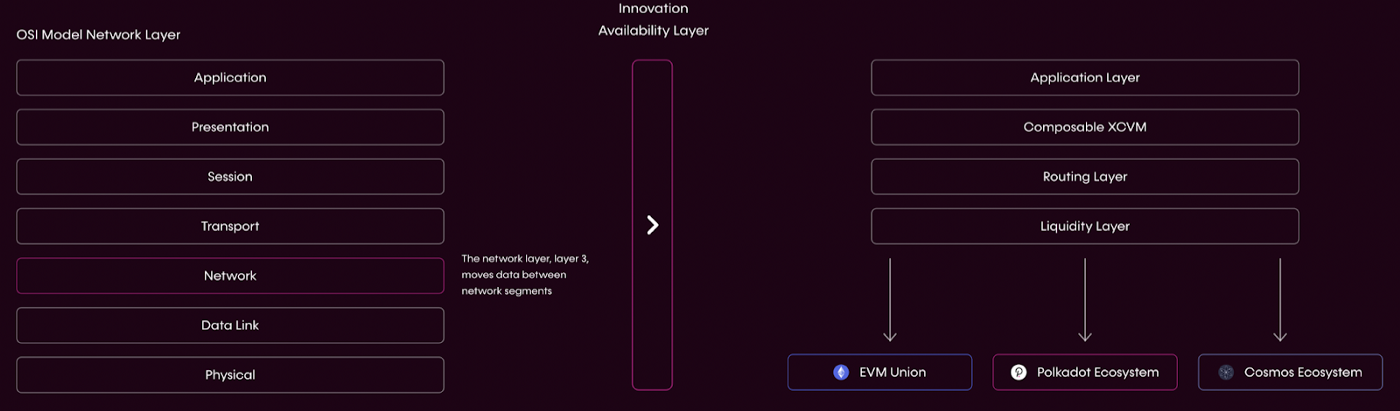 Innovation
Availability Layer
OSI Model Network Layer
Application
Presentation
Session
Transport
Network
Data Link
Physical
The network layer, layer 3,
moves data between
network segments
Application Layer
Composable XCVM
Routing Layer
Liquidity Layer
EVM Union
Polkadot Ecosystem
Cosmos Ecosystem